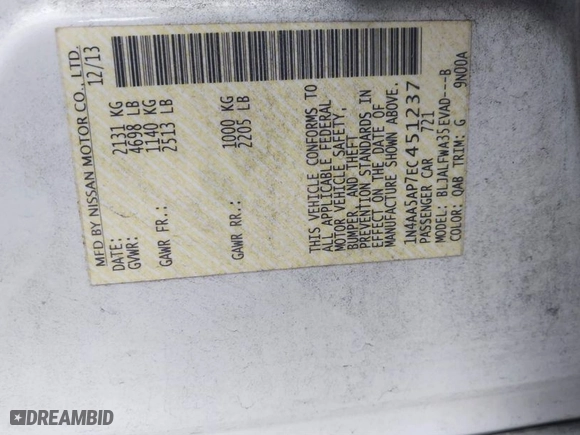 MFD BY NISSAN MOTOR CO., LTD.
DATE: 12/13
GVWR: 2131 KG
4698 LB
GAWR FR.: 1140 KG
2513 LB
GAWR RR.: 1000 KG
2205 LB
THIS VEHICLE CONFORMS TO
ALL APPLICABLE FEDERAL
MOTOR VEHICLE SAFETY,
BUMPER, AND THEFT
PREVENTION STANDARDS IN
EFFECT ON THE DATE OF
MANUFACTURE SHOWN ABOVE.
1N4AA5AP7EC451237
PASSENGER CAR 721
MODEL: BLJALFWA35EVAD---B
COLOR: QAB TRIM: G 9N00A
DREAMBID